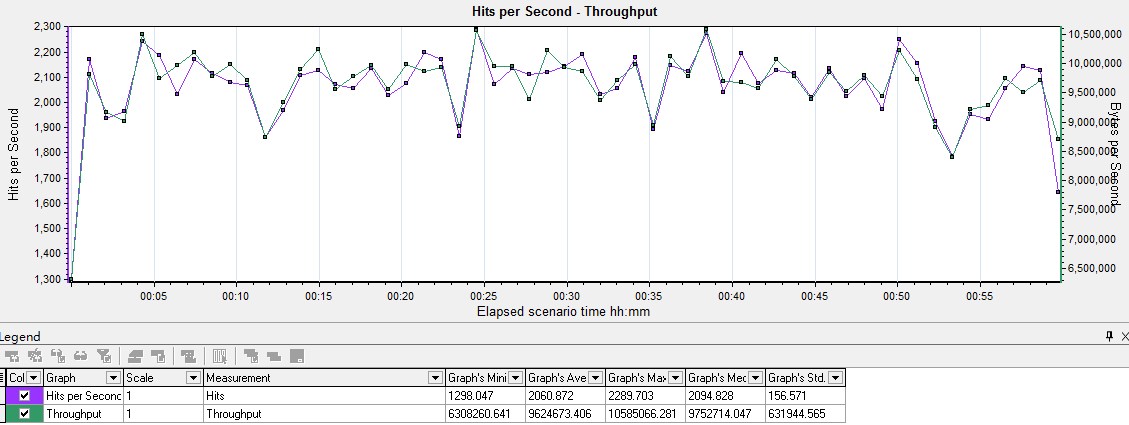 Hits per Second - Throughput
2,300
2,200
2,100
2,000
1,900
1,800
1,700
1,600
1,500
1,400
1,300
Hits per Second
10,500,000
10,000,000
9,500,000
9,000,000
8,500,000
8,000,000
7,500,000
7,000,000
6,500,000
Bytes per Second
00:05 00:10 00:15 00:20 00:25 00:30 00:35 00:40 00:45 00:50 00:55
Elapsed scenario time hh:mm
Legend
Col Graph Scale Measurement Graph's Mini Graph's Ave Graph's Max Graph's Med Graph's Std.
Hits per Second 1 Hits 1298.047 2060.872 2289.703 2094.828 156.571
Throughput 1 Throughput 6308260.641 9624673.406 10585066.281 9752714.047 631944.565